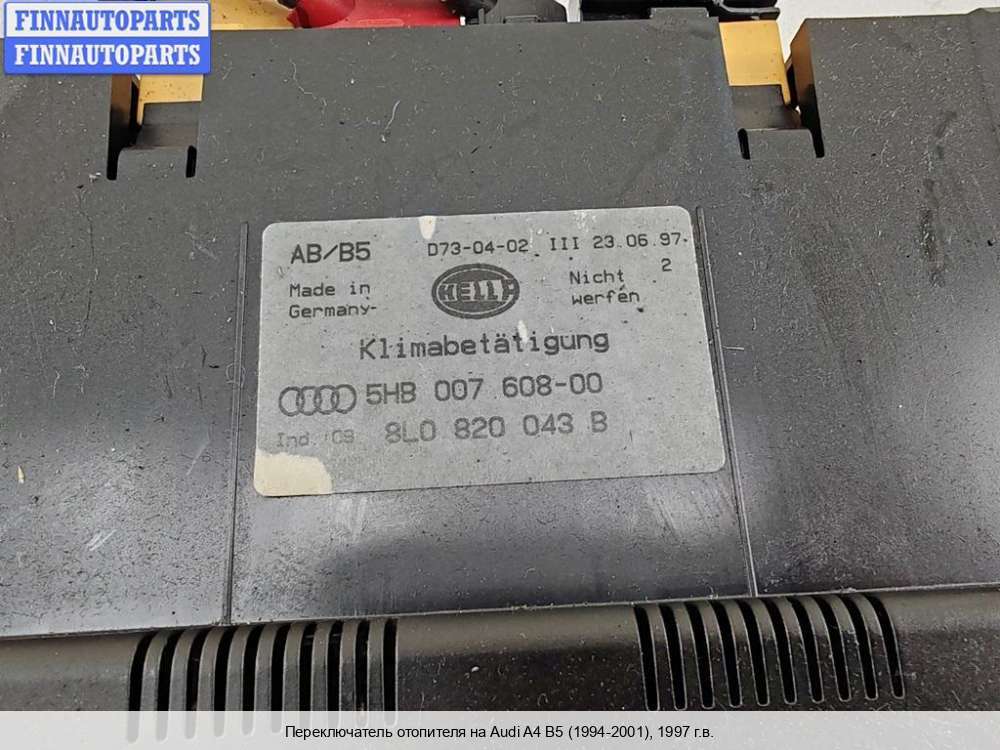 FINNAUTOPARTS
FINNAUTOPARTS
AB/B5 D73-04-02 III 23.06.97
Made in Germany Nicht werfen 2
HELLA
Klimabetätigung
5HB 007 608-00
Ind. 09 8L0 820 043 B
Переключатель отопителя на Audi A4 B5 (1994-2001), 1997 г.в.